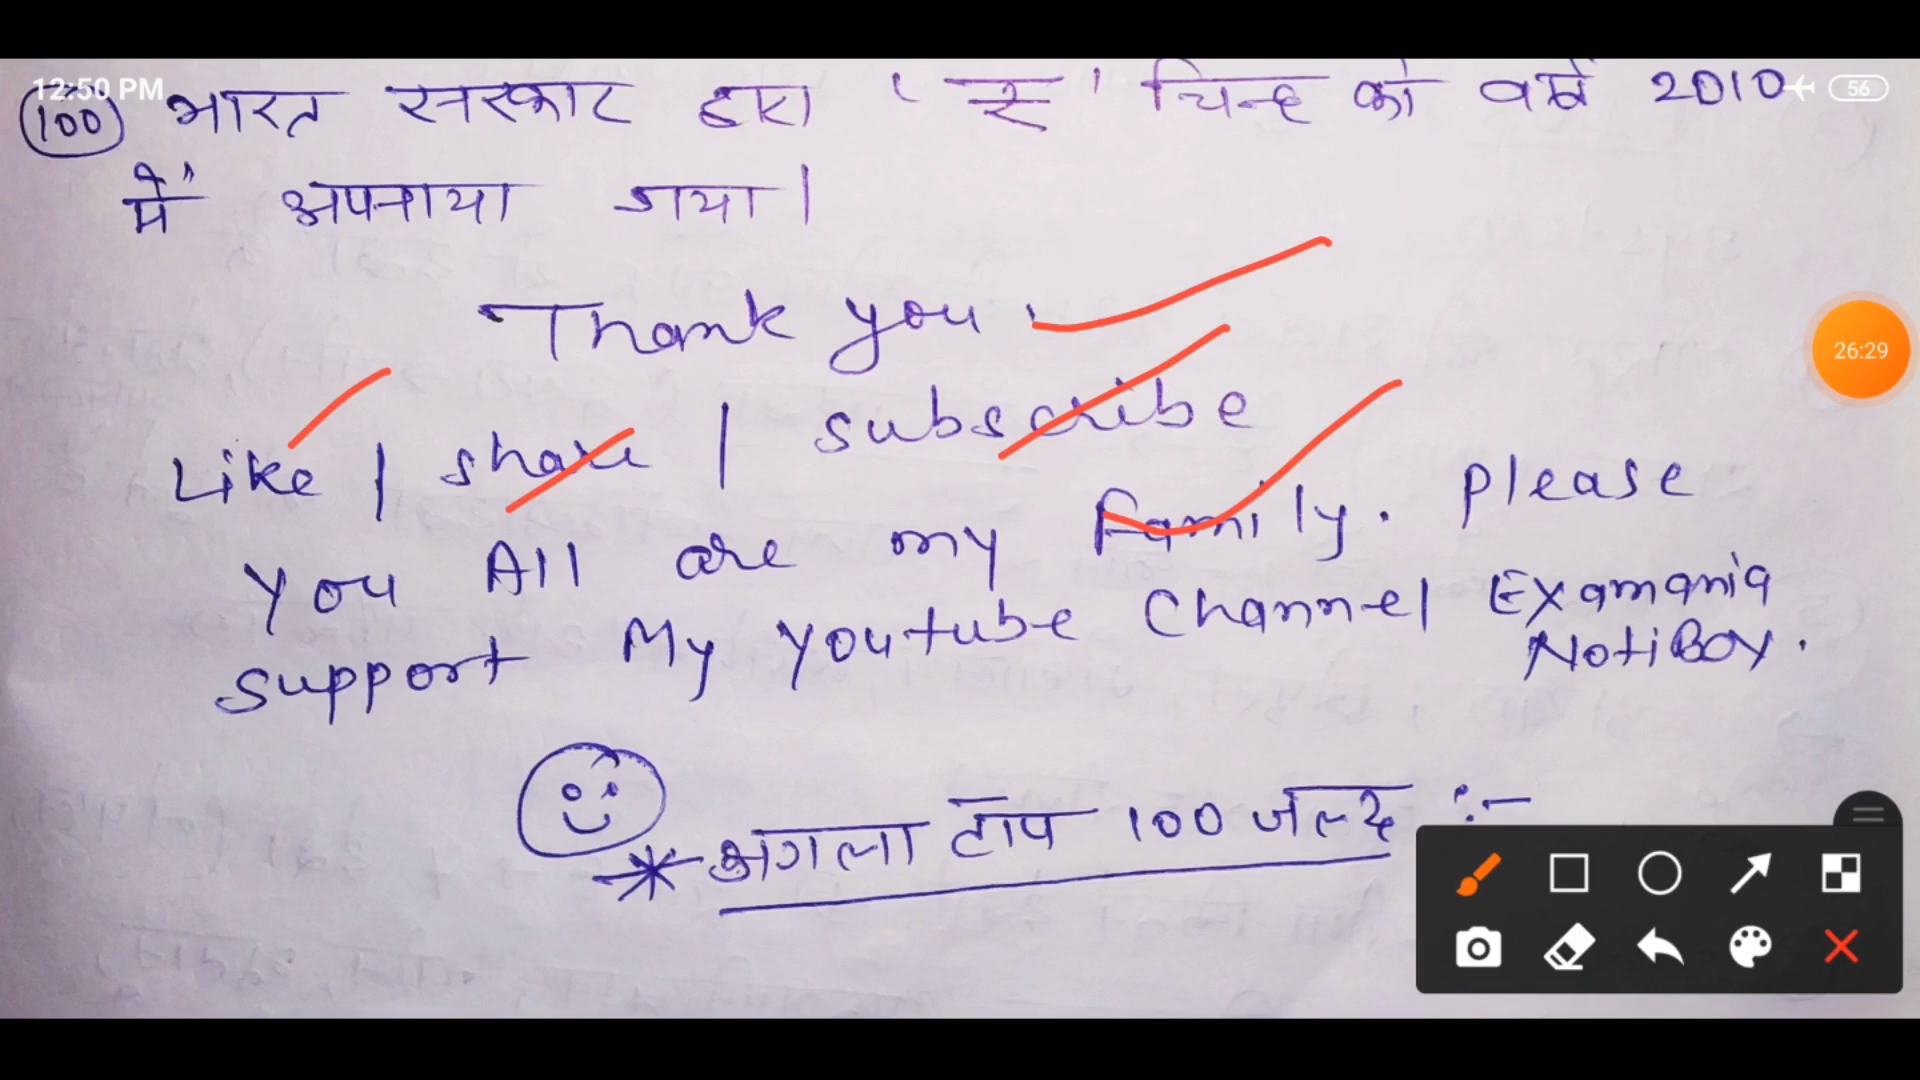 12:50 PM 56
(100) भारत सरकार द्वारा '₹' चिन्ह को वर्ष 2010
में अपनाया गया।
Thank you.
26:29
Like | share | subscribe
You All are my family. please
support My youtube Channel Examania
NotiBoy.
* अगला टाप 100 जल्द :-